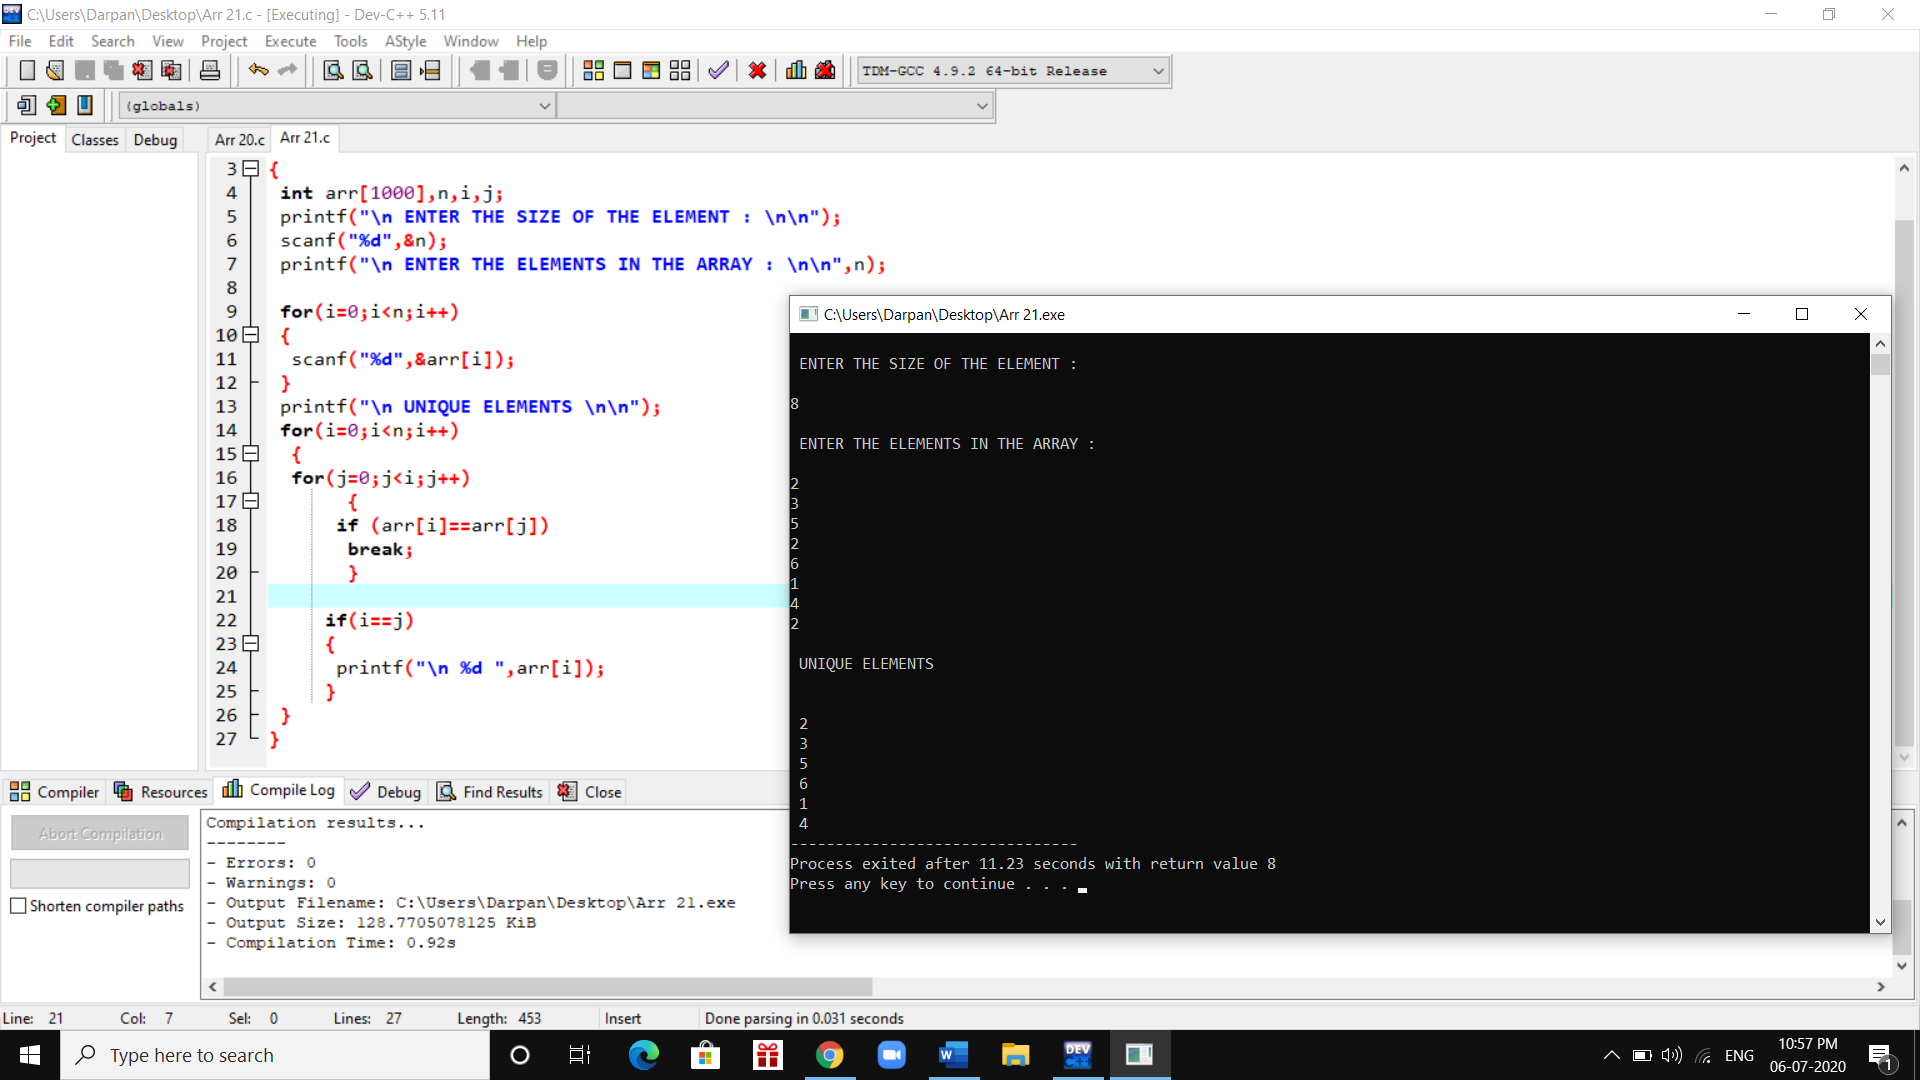 C:\Users\Darpan\Desktop\Arr 21.c - [Executing] - Dev-C++ 5.11
File Edit Search View Project Execute Tools AStyle Window Help
TDM-GCC 4.9.2 64-bit Release
(globals)
Project Classes Debug
Arr 20.c Arr 21.c
3 {
4 int arr[1000],n,i,j;
5 printf("\n ENTER THE SIZE OF THE ELEMENT : \n\n");
6 scanf("%d",&n);
7 printf("\n ENTER THE ELEMENTS IN THE ARRAY : \n\n",n);
8
9 for(i=0;i<n;i++)
10 {
11 scanf("%d",&arr[i]);
12 }
13 printf("\n UNIQUE ELEMENTS \n\n");
14 for(i=0;i<n;i++)
15 {
16 for(j=0;j<i;j++)
17 {
18 if (arr[i]==arr[j])
19 break;
20 }
21
22 if(i==j)
23 {
24 printf("\n %d ",arr[i]);
25 }
26 }
27 }
C:\Users\Darpan\Desktop\Arr 21.exe
ENTER THE SIZE OF THE ELEMENT :
8
ENTER THE ELEMENTS IN THE ARRAY :
2
3
5
2
6
1
4
2
UNIQUE ELEMENTS
2
3
5
6
1
4
--------------------------------
Process exited after 11.23 seconds with return value 8
Press any key to continue . . .
Compiler Resources Compile Log Debug Find Results Close
Abort Compilation
Shorten compiler paths
Compilation results...
--------
- Errors: 0
- Warnings: 0
- Output Filename: C:\Users\Darpan\Desktop\Arr 21.exe
- Output Size: 128.7705078125 KiB
- Compilation Time: 0.92s
Line: 21 Col: 7 Sel: 0 Lines: 27 Length: 453 Insert Done parsing in 0.031 seconds
Type here to search
W
DEV C++
ENG
10:57 PM
06-07-2020
1